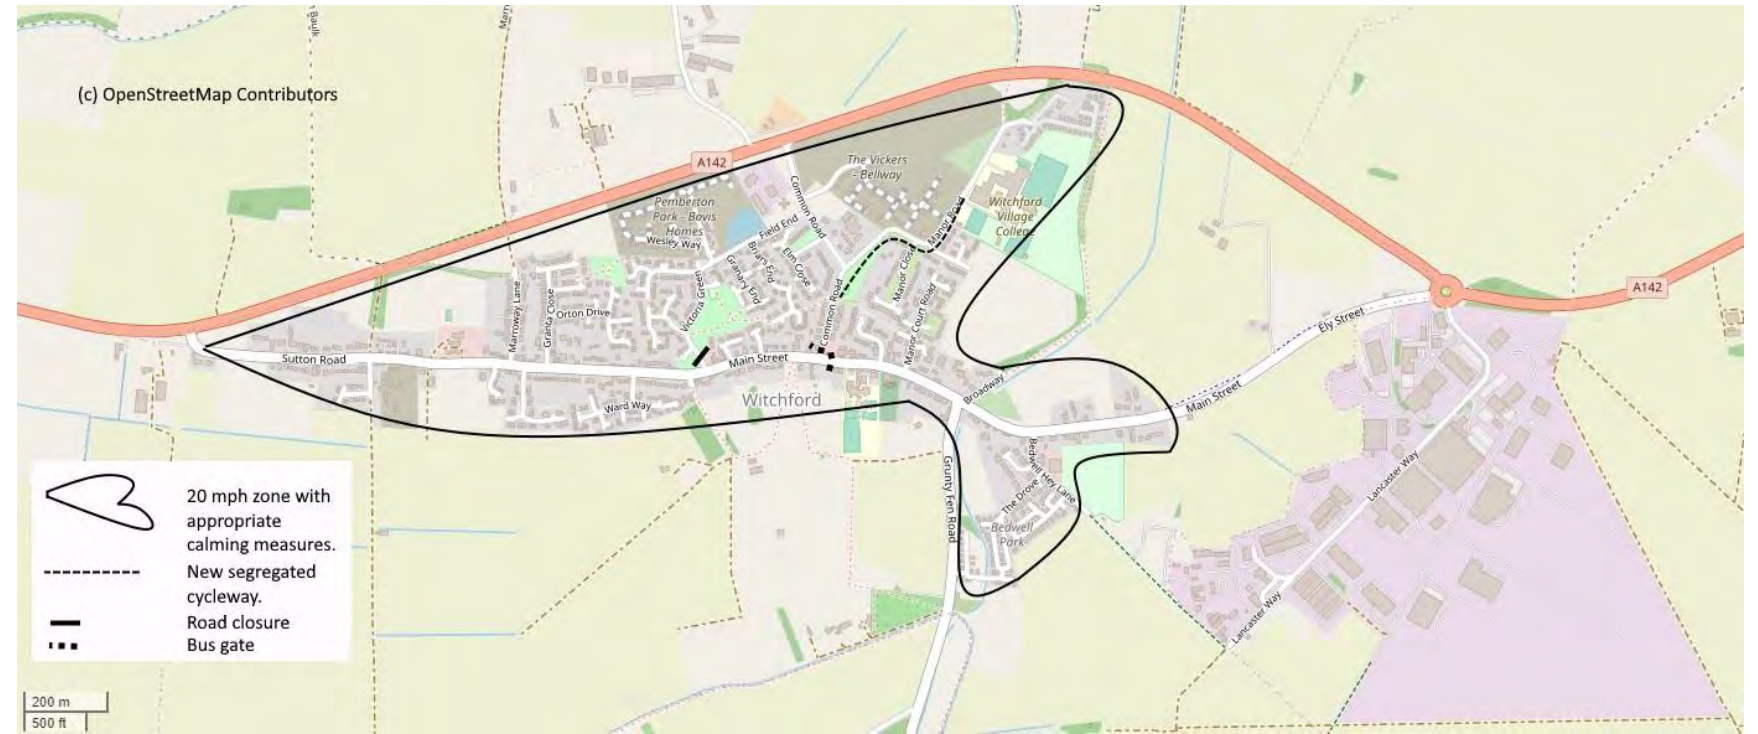 Baulk
Marr
(c) OpenStreetMap Contributors
A142
The Vickers
- Bellway
Common Road
Pemberton
Park - Bovis
Homes
Wesley Way
Field End
Manor Road
Witchford
Village
College
Briars End
Elm Close
Granary End
Victoria Green
Manor Close
Common Road
Manor Court Road
Marroway Lane
Granta Close
Orton Drive
Sutton Road
Main Street
Witchford
Ward Way
Broadway
Main Street
Ely Street
A142
Lancaster Way
Lancaster Way
Grunty Fen Road
Bedwell Hey Lane
The Drove
Bedwell
Park
20 mph zone with
appropriate
calming measures.
New segregated
cycleway.
Road closure
Bus gate
200 m
500 ft